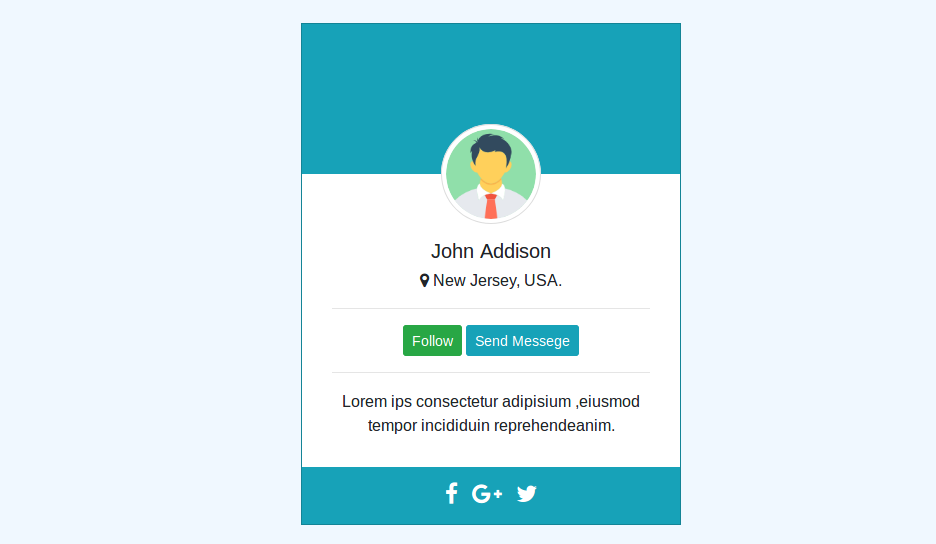 John Addison
New Jersey, USA.
Follow Send Messege
Lorem ips consectetur adipisium ,eiusmod
tempor incididuin reprehendeanim.